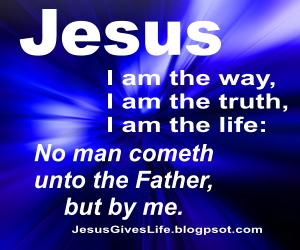 Jesus
I am the way,
I am the truth,
I am the life:
No man cometh
unto the Father,
but by me.
JesusGivesLife.blogpsot.com